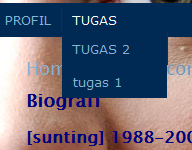 PROFIL TUGAS
TUGAS 2
tugas 1
Biografi
[sunting] 1988-200